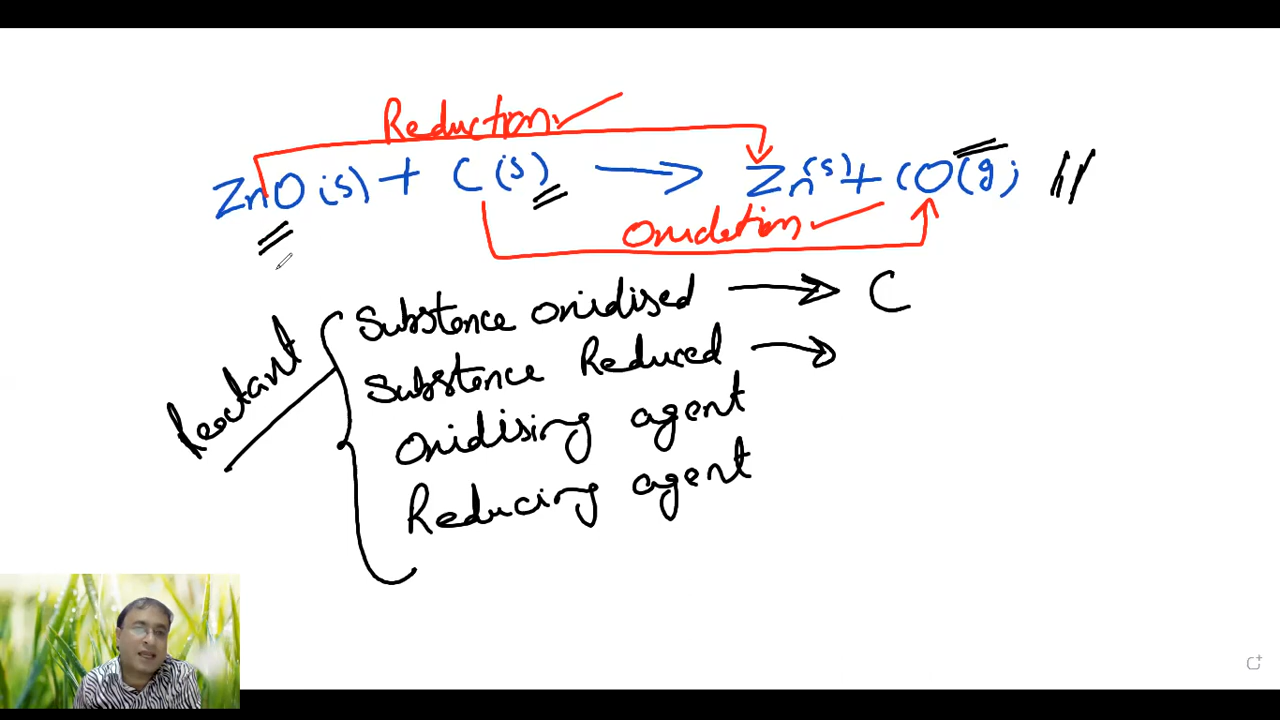 Reduction
ZnO(s) + C(s) → Zn(s) + CO(g)
Oxidation
Substance oxidised → C
Substance Reduced →
Oxidising agent
Reducing agent
Reactant